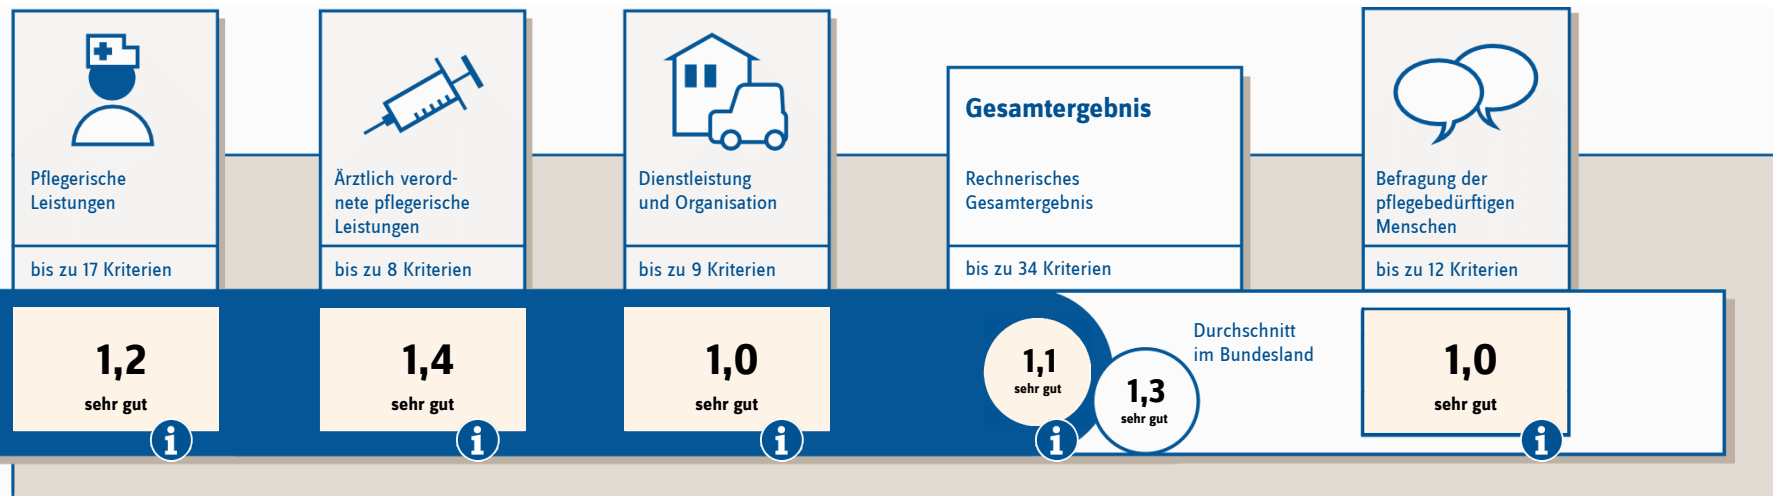 Pflegerische
Leistungen
bis zu 17 Kriterien
1,2
sehr gut
Ärztlich verord-
nete pflegerische
Leistungen
bis zu 8 Kriterien
1,4
sehr gut
Dienstleistung
und Organisation
bis zu 9 Kriterien
1,0
sehr gut
Gesamtergebnis
Rechnerisches
Gesamtergebnis
bis zu 34 Kriterien
1,1
sehr gut
1,3
sehr gut
Durchschnitt
im Bundesland
Befragung der
pflegebedürftigen
Menschen
bis zu 12 Kriterien
1,0
sehr gut